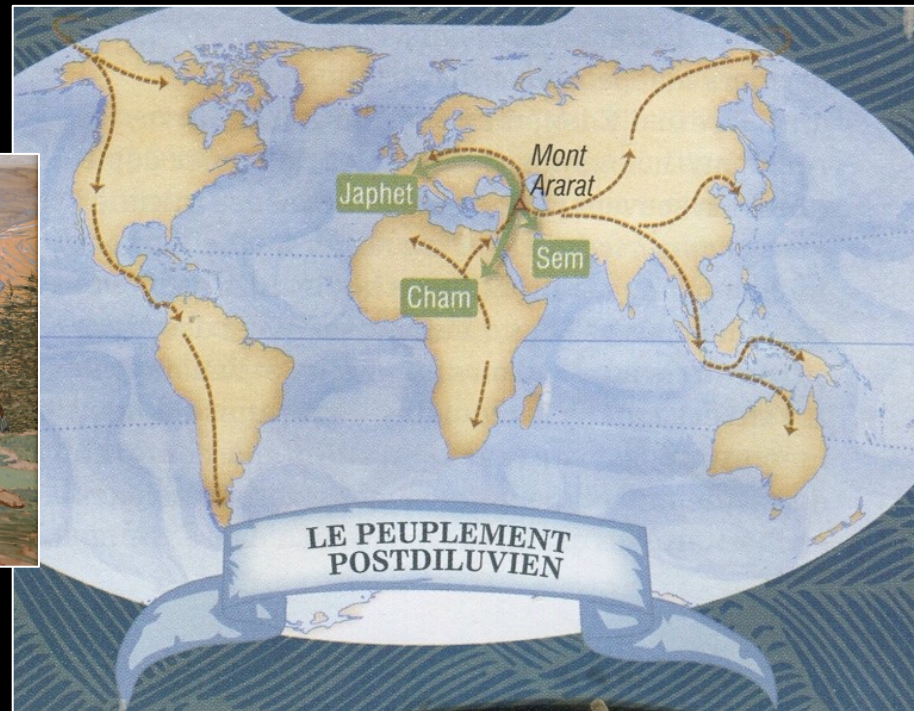 Mont
Ararat
Japhet
Sem
Cham
LE PEUPLEMENT
POSTDILUVIEN